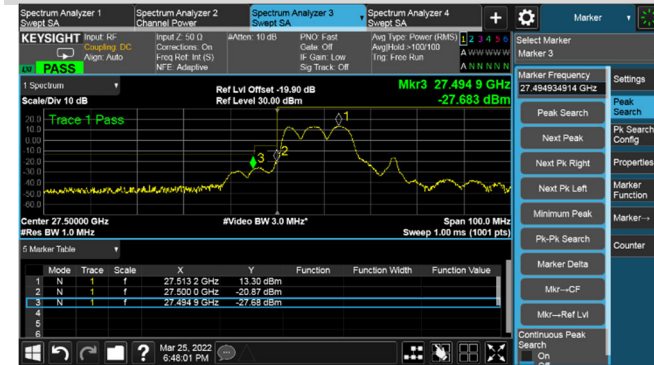 Spectrum Analyzer 1
Swept SA
Spectrum Analyzer 2
Channel Power
Spectrum Analyzer 3
Swept SA
Spectrum Analyzer 4
Swept SA
+
Marker
KEYSIGHT
Input: RF
Coupling: DC
Align: Auto
Input Z: 50 Ω
Corrections: On
Freq Ref: Int (S)
NFE: Adaptive
#Atten: 10 dB
PNO: Fast
Gate: Off
IF Gain: Low
Sig Track: Off
Avg Type: Power (RMS)
Avg|Hold:>100/100
Trig: Free Run
1 2 3 4 5 6
A W W W W W
A N N N N N
PASS
Select Marker
Marker 3
1 Spectrum
Scale/Div 10 dB
Ref Lvl Offset -19.90 dB
Ref Level 30.00 dBm
Mkr3 27.494 9 GHz
-27.683 dBm
Trace 1 Pass
20.0
10.0
0.00
-10.0
-20.0
-30.0
-40.0
-50.0
-60.0
1
2
3
Center 27.50000 GHz
#Res BW 1.0 MHz
#Video BW 3.0 MHz*
Span 100.0 MHz
Sweep 1.00 ms (1001 pts)
5 Marker Table
Mode Trace Scale X Y Function Function Width Function Value
1 N 1 f 27.513 2 GHz 13.30 dBm
2 N 1 f 27.500 0 GHz -20.87 dBm
3 N 1 f 27.494 9 GHz -27.68 dBm
4
5
6
Mar 25, 2022
6:48:01 PM
?
Marker Frequency
27.494934914 GHz
Peak Search
Next Peak
Next Pk Right
Next Pk Left
Minimum Peak
Pk-Pk Search
Marker Delta
Mkr→CF
Mkr→Ref Lvl
Continuous Peak
Search
On
Off
Settings
Peak
Search
Pk Search
Config
Properties
Marker
Function
Marker→
Counter